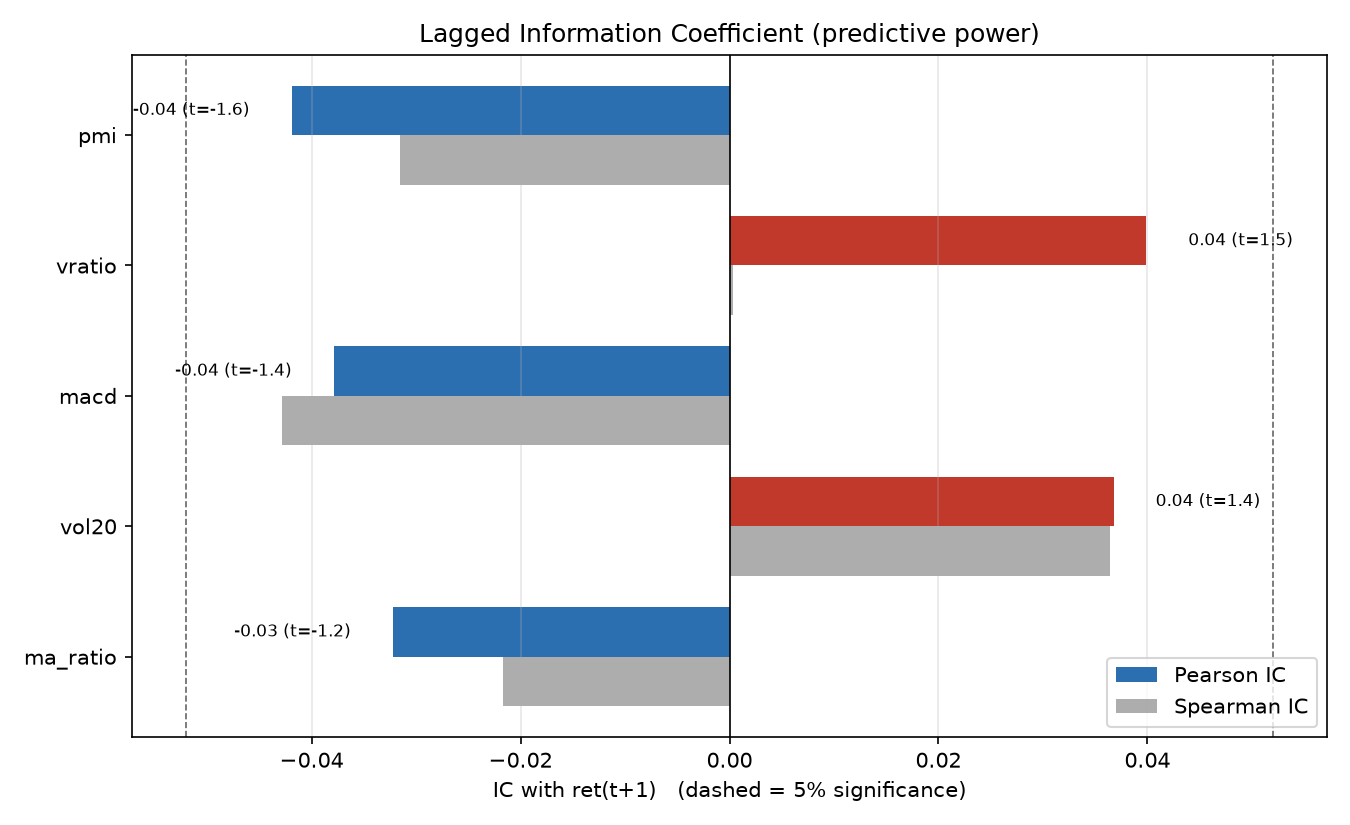 Lagged Information Coefficient (predictive power)
-0.04 (t=-1.6)
pmi
0.04 (t=1.5)
vratio
-0.04 (t=-1.4)
macd
0.04 (t=1.4)
vol20
-0.03 (t=-1.2)
ma_ratio
Pearson IC
Spearman IC
−0.04 −0.02 0.00 0.02 0.04
IC with ret(t+1) (dashed = 5% significance)